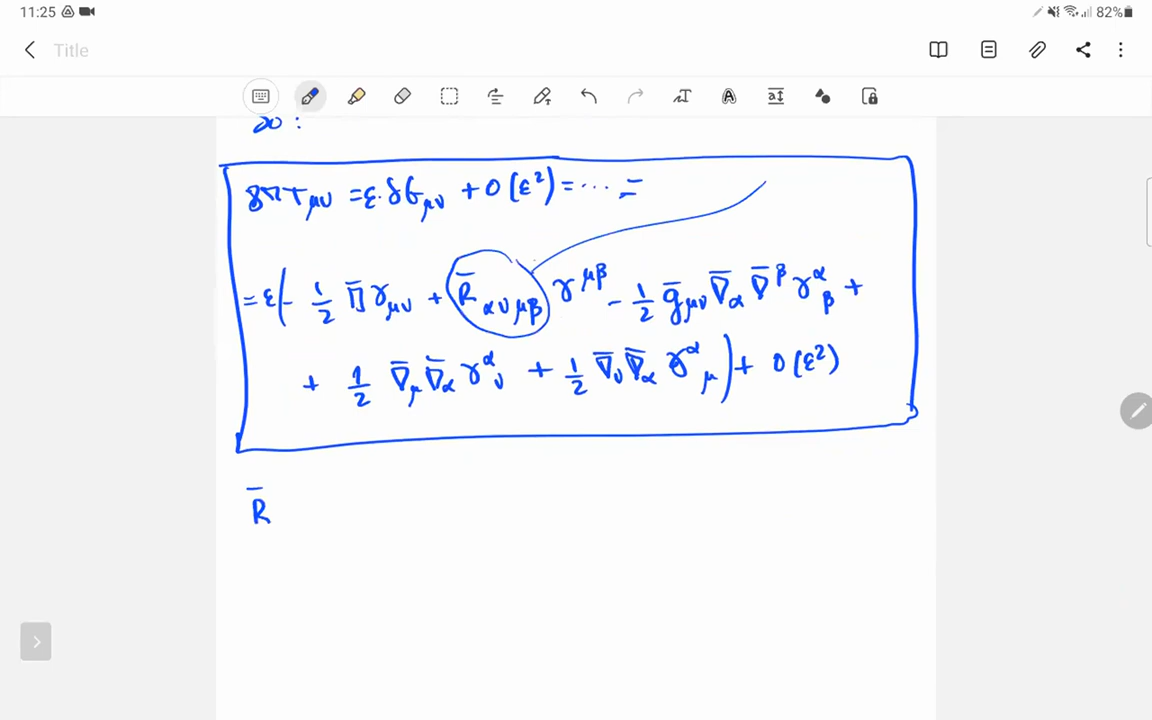 11:25 82%
Title
so :
8πT_μν = ε·δG_μν + O(ε²) = ··· =
= ε(- 1/2 □̄ γ_μν + R̄_ανμβ γ^μβ - 1/2 ḡ_μν ∇̄_α ∇̄^β γ^α_β +
+ 1/2 ∇̄_μ ∇̄_α γ^α_ν + 1/2 ∇̄_ν ∇̄_α γ^α_μ) + O(ε²)
R̄